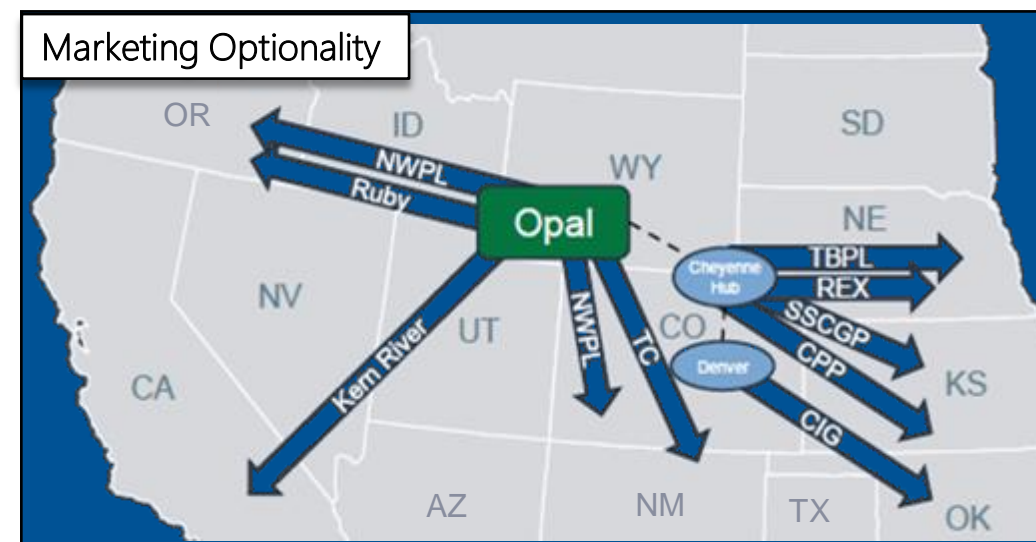 Marketing Optionality
OR
ID
SD
NWPL
WY
Ruby
Opal
NE
TBPL
Cheyenne
Hub
REX
NV
NWPL
SSCGP
UT
TC
CO
CPP
Kern River
Denver
CA
KS
CIG
AZ
NM
TX
OK